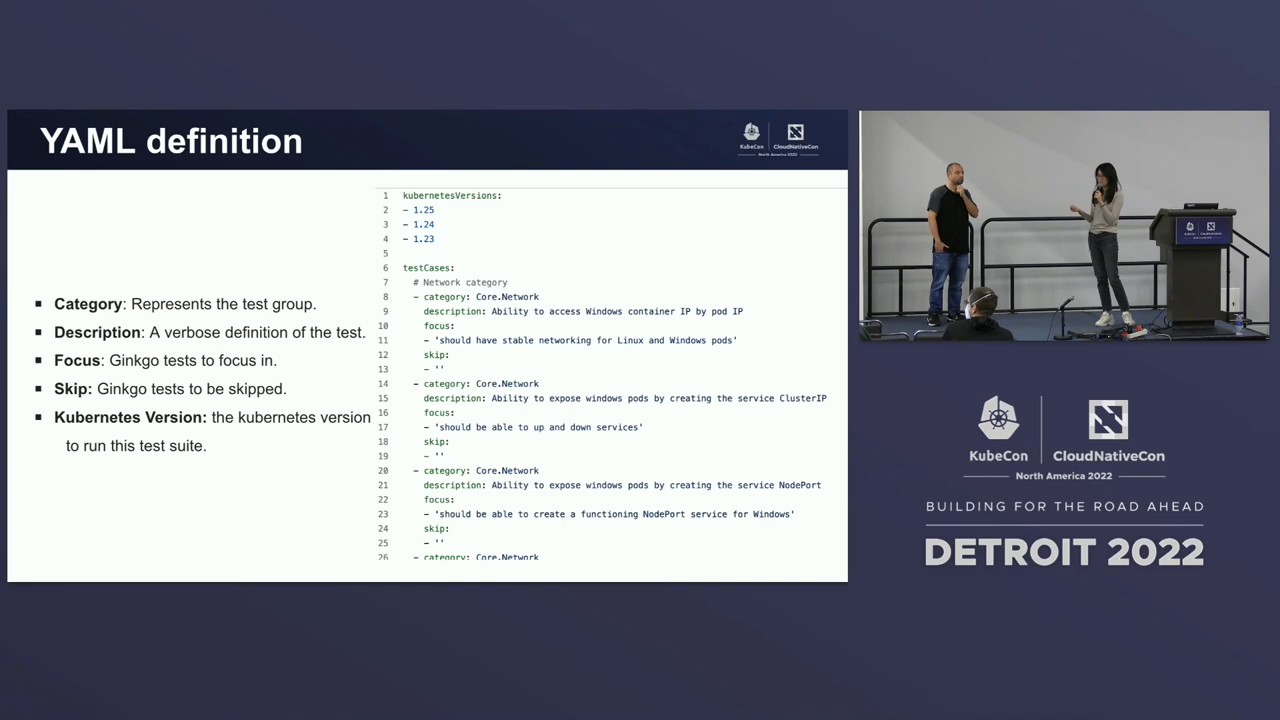 YAML definition
KubeCon
CloudNativeCon
North America 2022
▪ Category: Represents the test group.
▪ Description: A verbose definition of the test.
▪ Focus: Ginkgo tests to focus in.
▪ Skip: Ginkgo tests to be skipped.
▪ Kubernetes Version: the kubernetes version
to run this test suite.
1 kubernetesVersions:
2 - 1.25
3 - 1.24
4 - 1.23
5
6 testCases:
7 # Network category
8 - category: Core.Network
9 description: Ability to access Windows container IP by pod IP
10 focus:
11 - 'should have stable networking for Linux and Windows pods'
12 skip:
13 - ''
14 - category: Core.Network
15 description: Ability to expose windows pods by creating the service ClusterIP
16 focus:
17 - 'should be able to up and down services'
18 skip:
19 - ''
20 - category: Core.Network
21 description: Ability to expose windows pods by creating the service NodePort
22 focus:
23 - 'should be able to create a functioning NodePort service for Windows'
24 skip:
25 - ''
26 - category: Core.Network
KubeCon
CloudNativeCon
North America 2022
BUILDING FOR THE ROAD AHEAD
DETROIT 2022